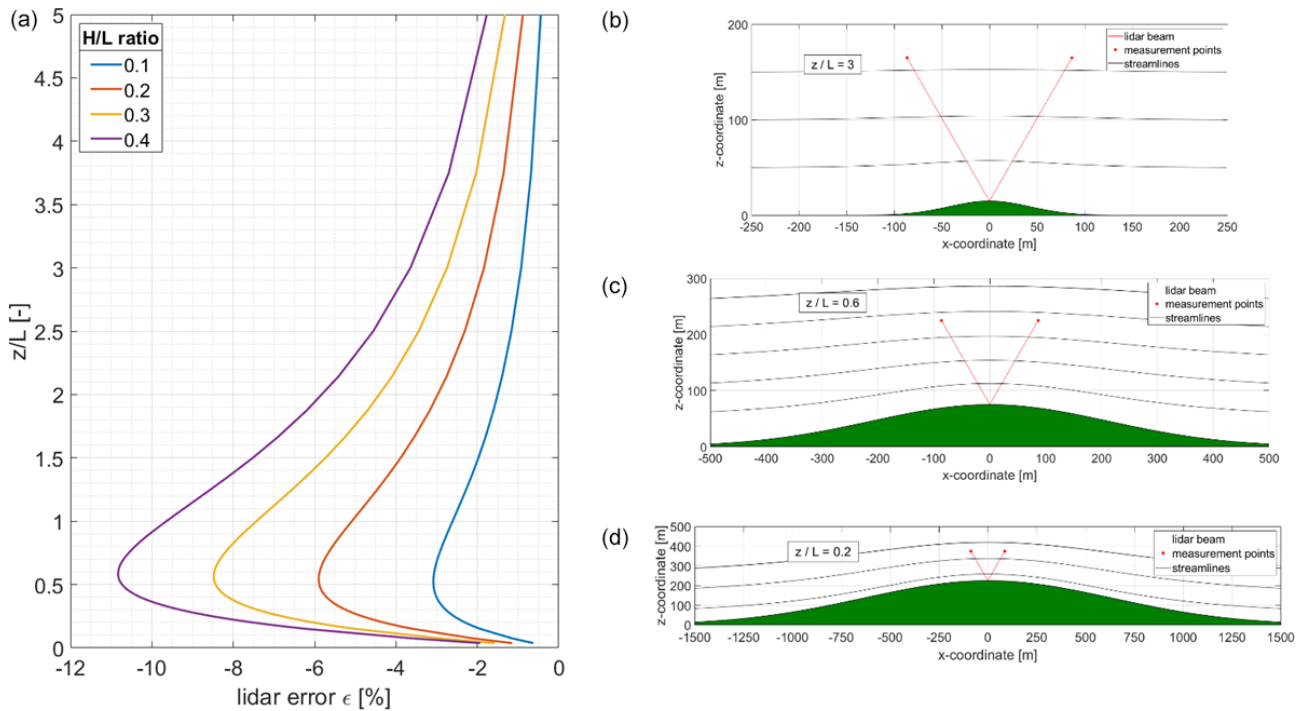 (a)
H/L ratio
0.1
0.2
0.3
0.4
5
4.5
4
3.5
3
2.5
2
1.5
1
0.5
0
z/L [-]
-12 -10 -8 -6 -4 -2 0
lidar error ϵ [%]
(b)
200
100
0
z-coordinate [m]
z / L = 3
lidar beam
measurement points
streamlines
-250 -200 -150 -100 -50 0 50 100 150 200 250
x-coordinate [m]
(c)
300
200
100
0
z-coordinate [m]
z / L = 0.6
lidar beam
measurement points
streamlines
-500 -400 -300 -200 -100 0 100 200 300 400 500
x-coordinate [m]
(d)
500
400
300
200
100
0
z-coordinate [m]
z / L = 0.2
lidar beam
measurement points
streamlines
-1500 -1250 -1000 -750 -500 -250 0 250 500 750 1000 1250 1500
x-coordinate [m]